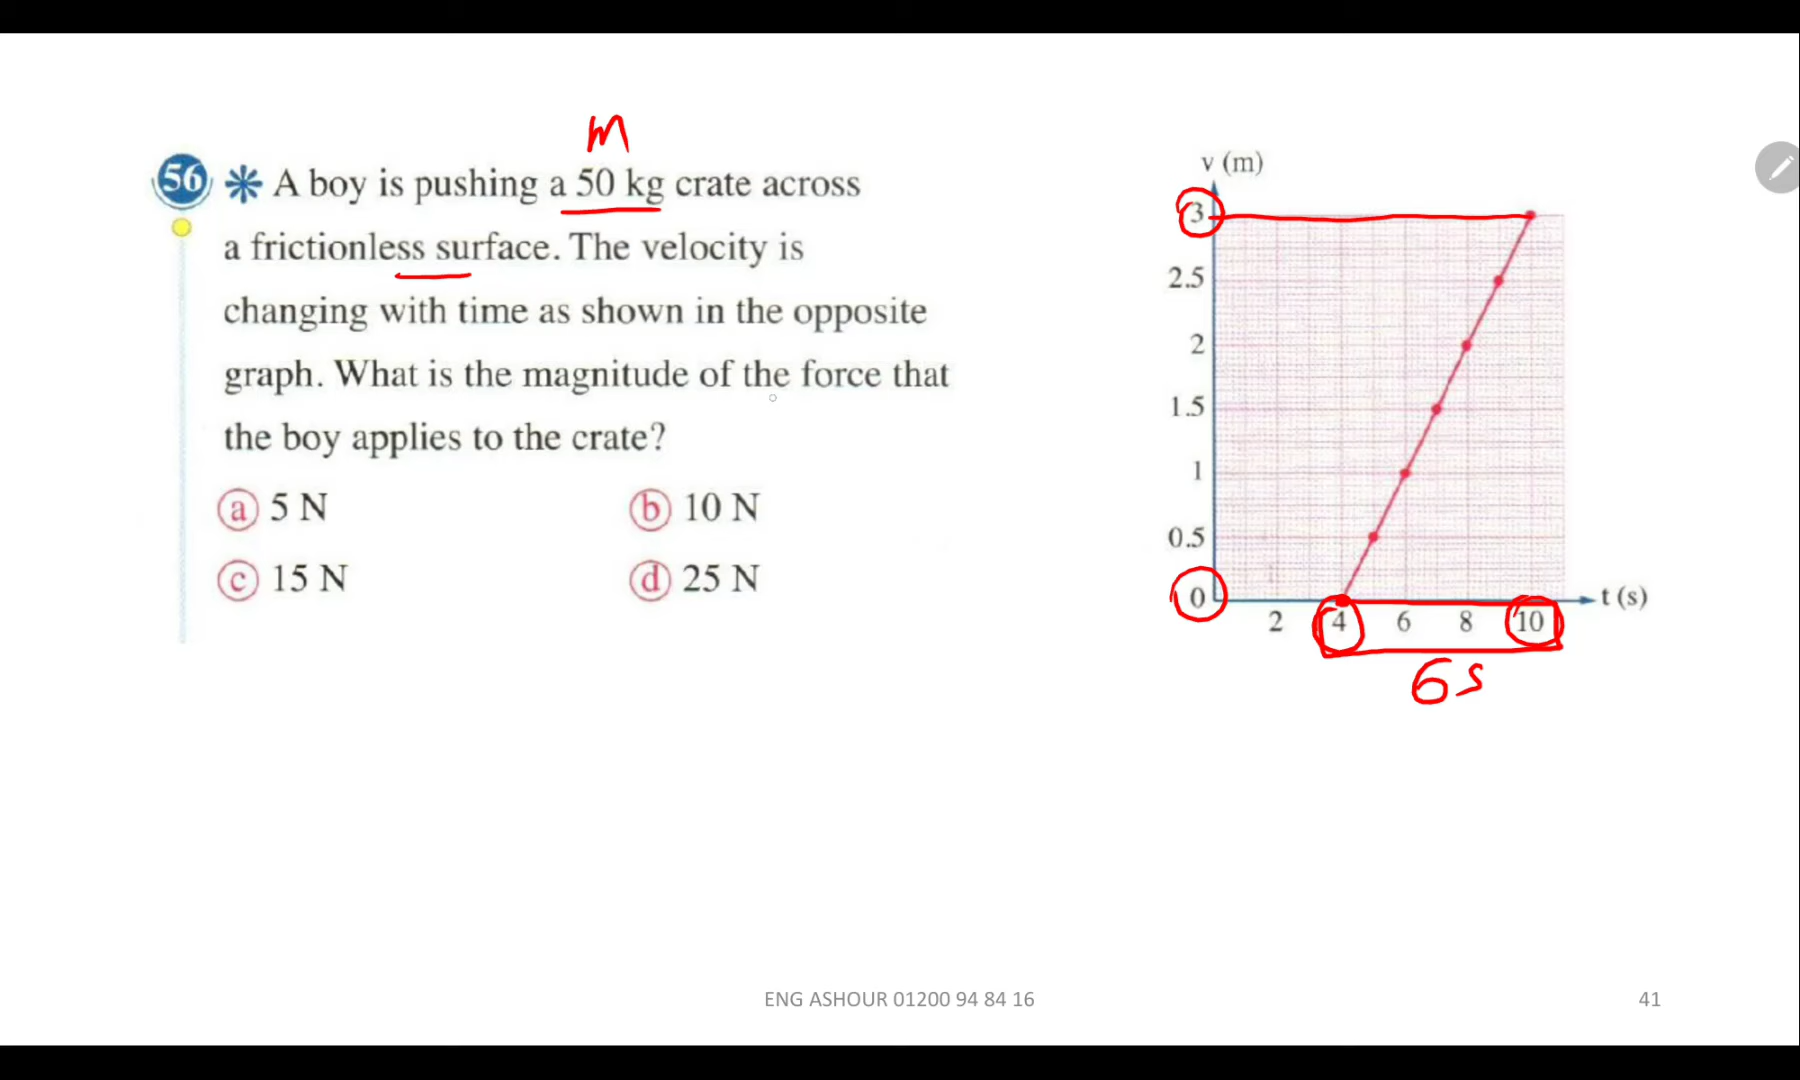 m
56 * A boy is pushing a 50 kg crate across
a frictionless surface. The velocity is
changing with time as shown in the opposite
graph. What is the magnitude of the force that
the boy applies to the crate?
a 5 N
b 10 N
c 15 N
d 25 N
v (m)
3
2.5
2
1.5
1
0.5
0
2 4 6 8 10
t (s)
6 s
ENG ASHOUR 01200 94 84 16
41